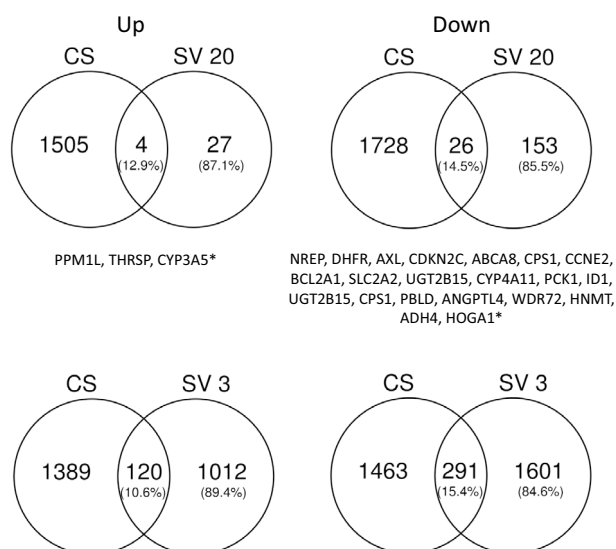 Up
Down
CS
SV 20
CS
SV 20
1505
4
27
(12.9%)
(87.1%)
1728
26
153
(14.5%)
(85.5%)
PPM1L, THRSP, CYP3A5*
NREP, DHFR, AXL, CDKN2C, ABCA8, CPS1, CCNE2,
BCL2A1, SLC2A2, UGT2B15, CYP4A11, PCK1, ID1,
UGT2B15, CPS1, PBLD, ANGPTL4, WDR72, HNMT,
ADH4, HOGA1*
CS
SV 3
CS
SV 3
1389
120
1012
(10.6%)
(89.4%)
1463
291
1601
(15.4%)
(84.6%)